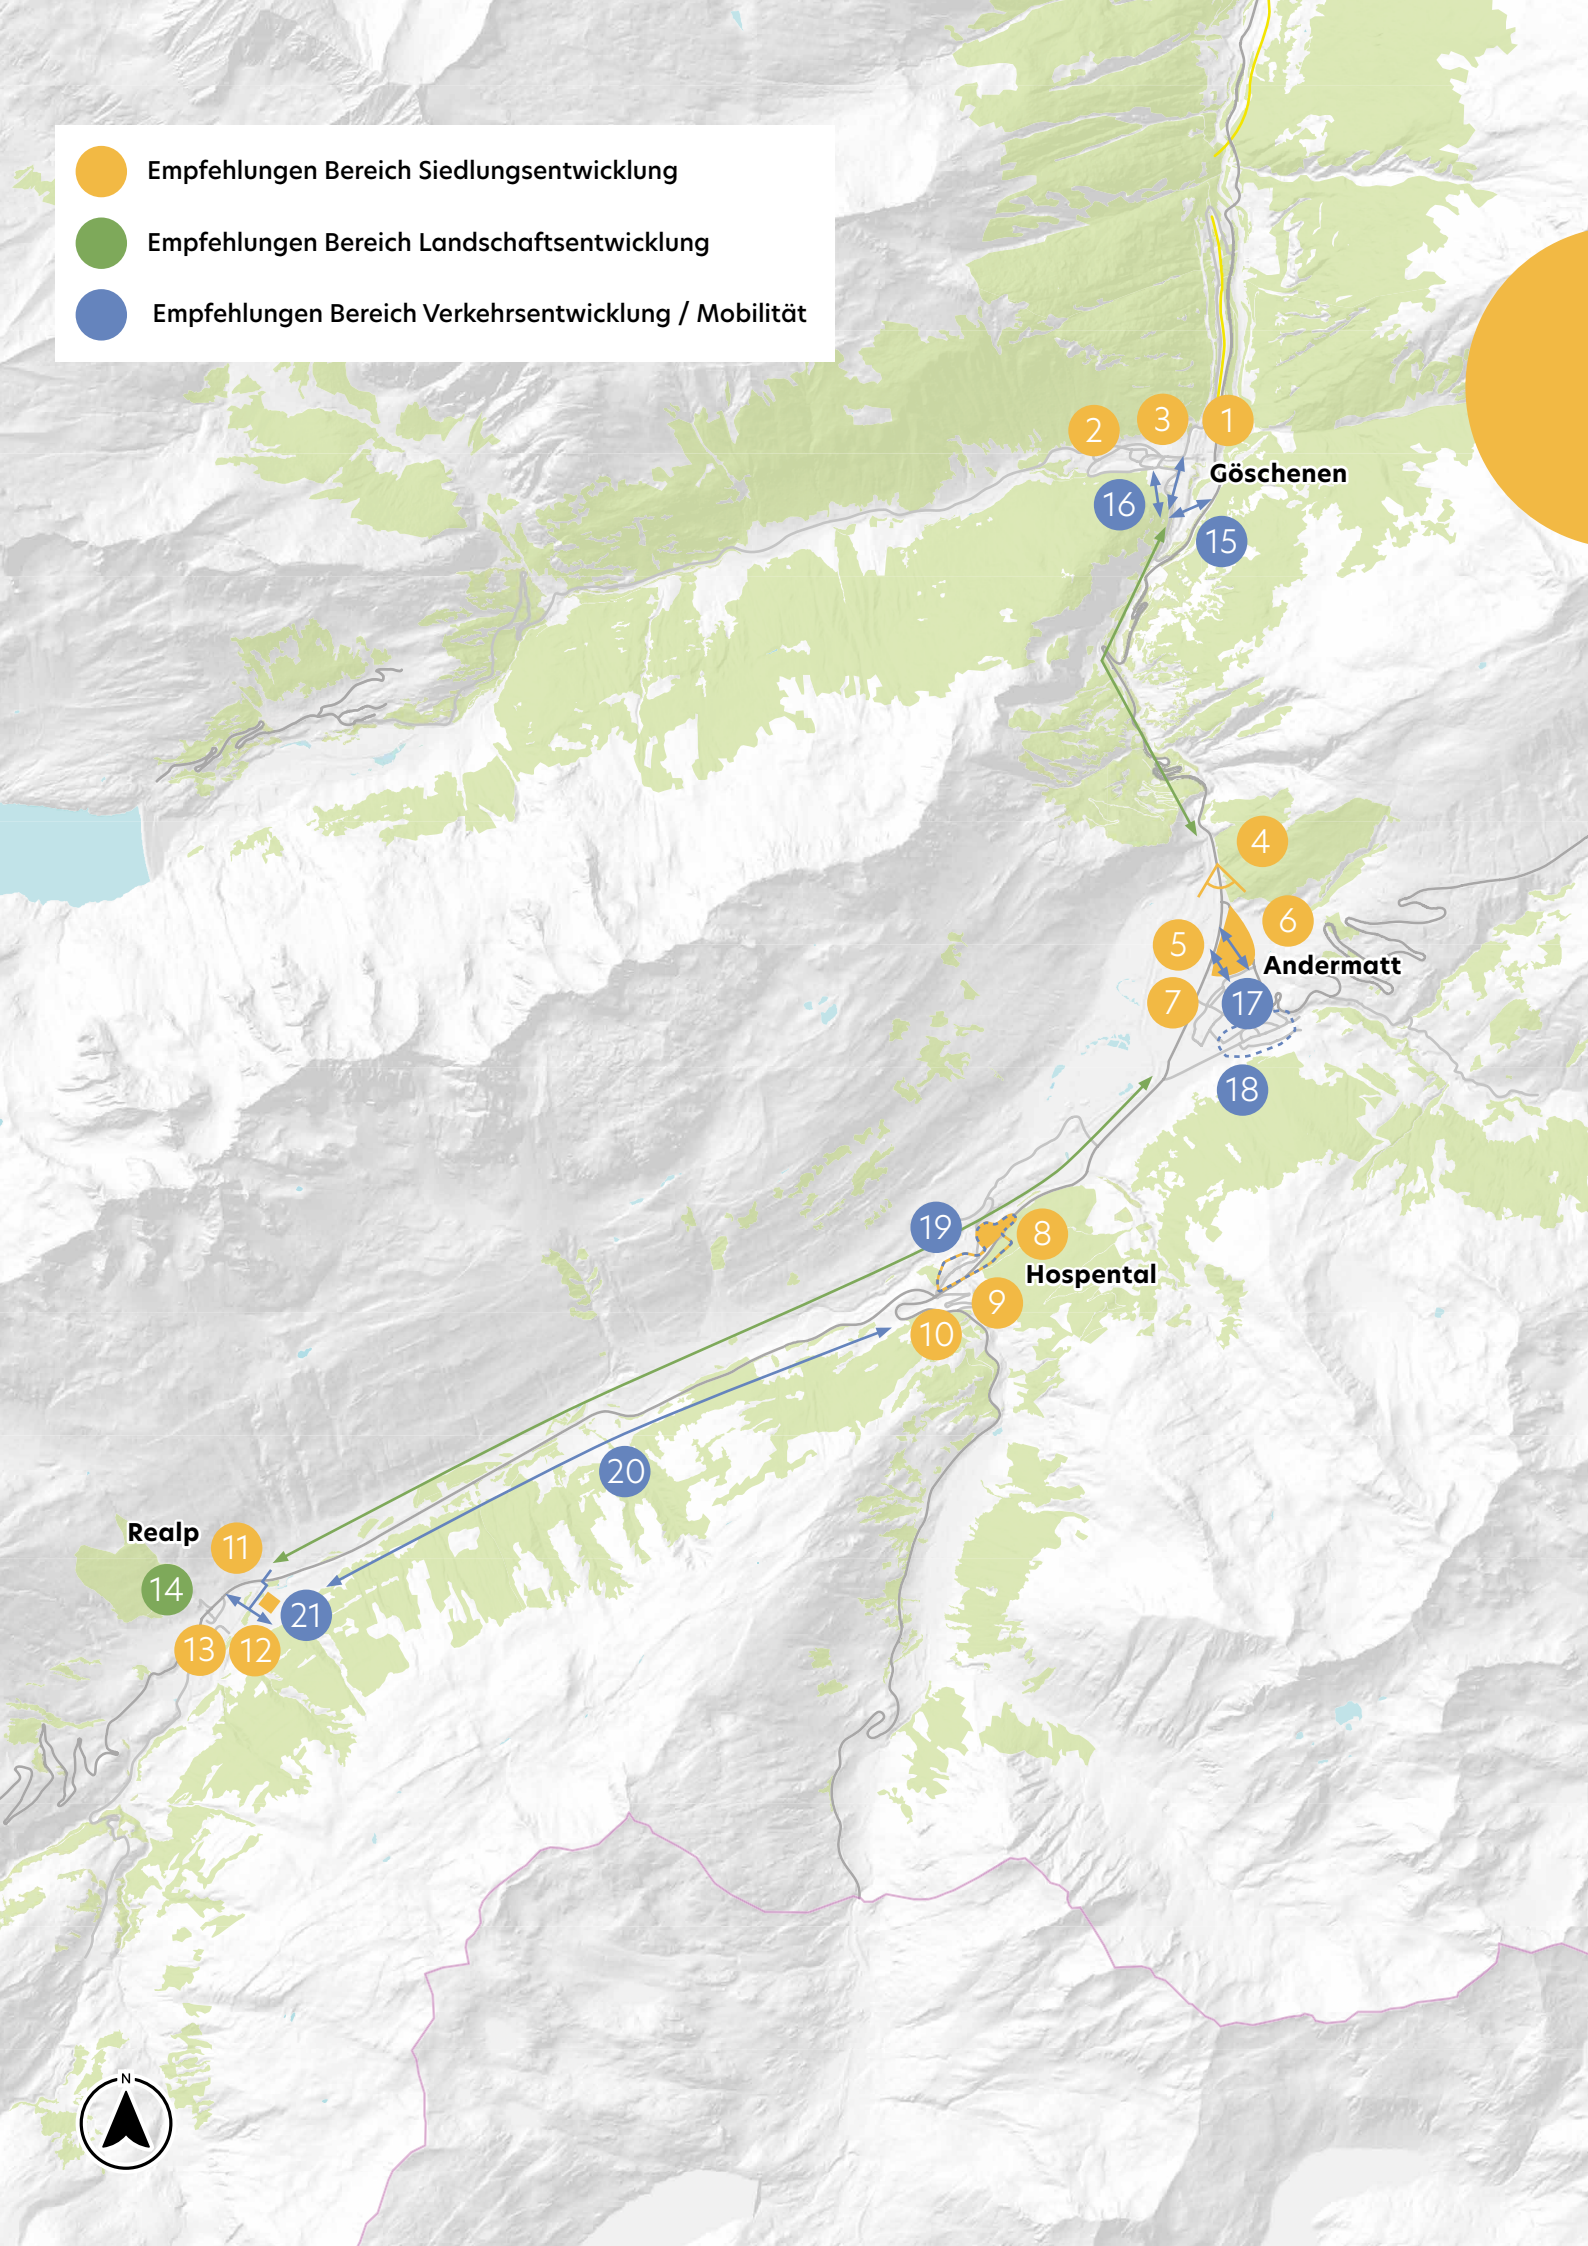 Empfehlungen Bereich Siedlungsentwicklung
Empfehlungen Bereich Landschaftsentwicklung
Empfehlungen Bereich Verkehrsentwicklung / Mobilität
2
3
1
Göschenen
16
15
4
6
5
Andermatt
7
17
18
19
8
Hospental
9
10
20
Realp
11
14
21
13
12
N